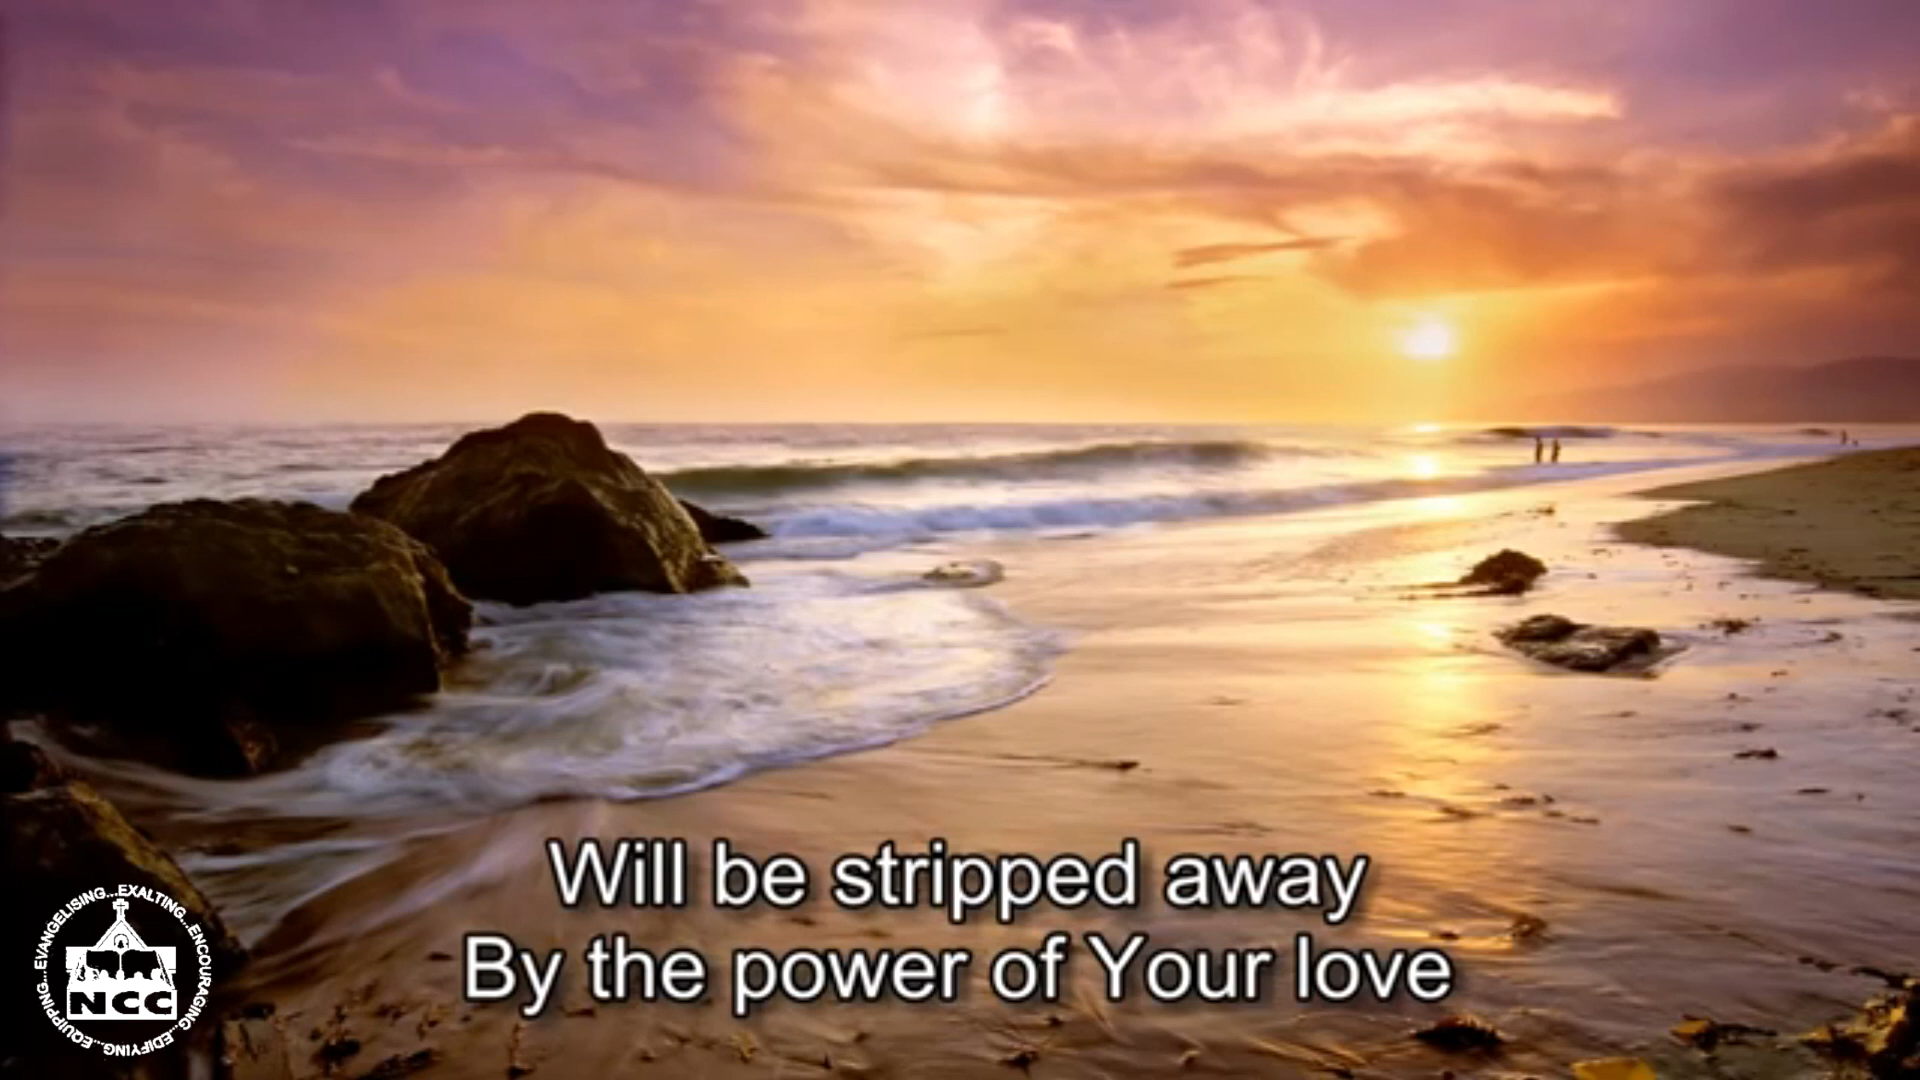 Will be stripped away
By the power of Your love
EVANGELISING...EXALTING...ENCOURAGING...EDIFYING...EQUIPPING...
NCC